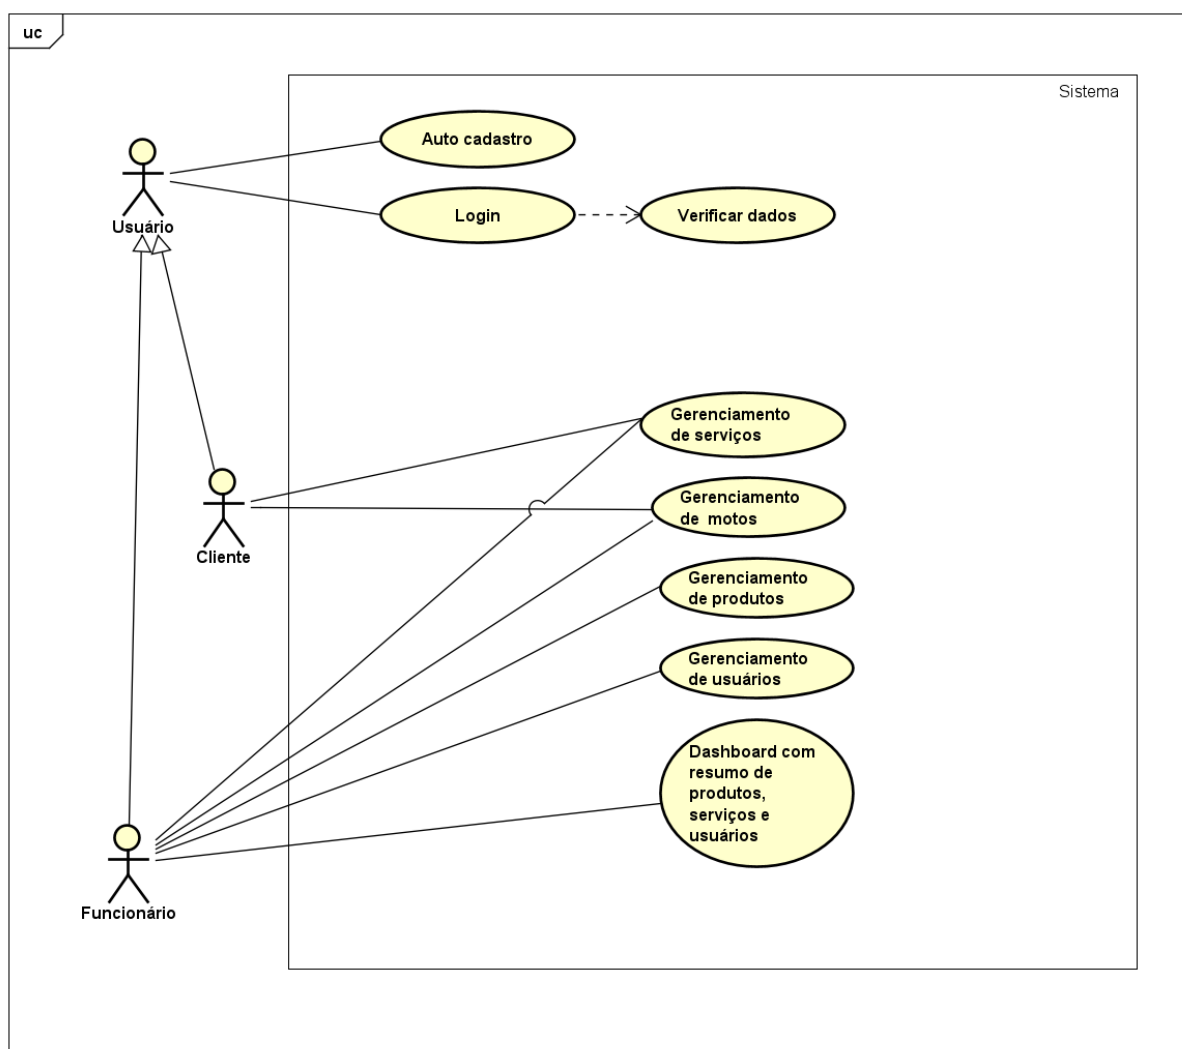 uc
Sistema
Auto cadastro
Usuário
Login
Verificar dados
Gerenciamento
de serviços
Cliente
Gerenciamento
de motos
Gerenciamento
de produtos
Gerenciamento
de usuários
Dashboard com
resumo de
produtos,
serviços e
usuários
Funcionário